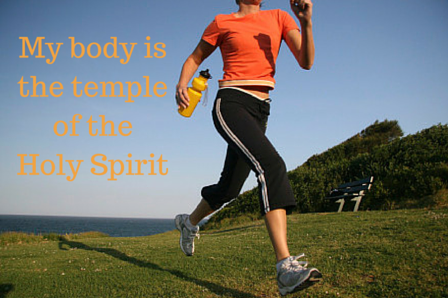 My body is
the temple
of the
Holy Spirit